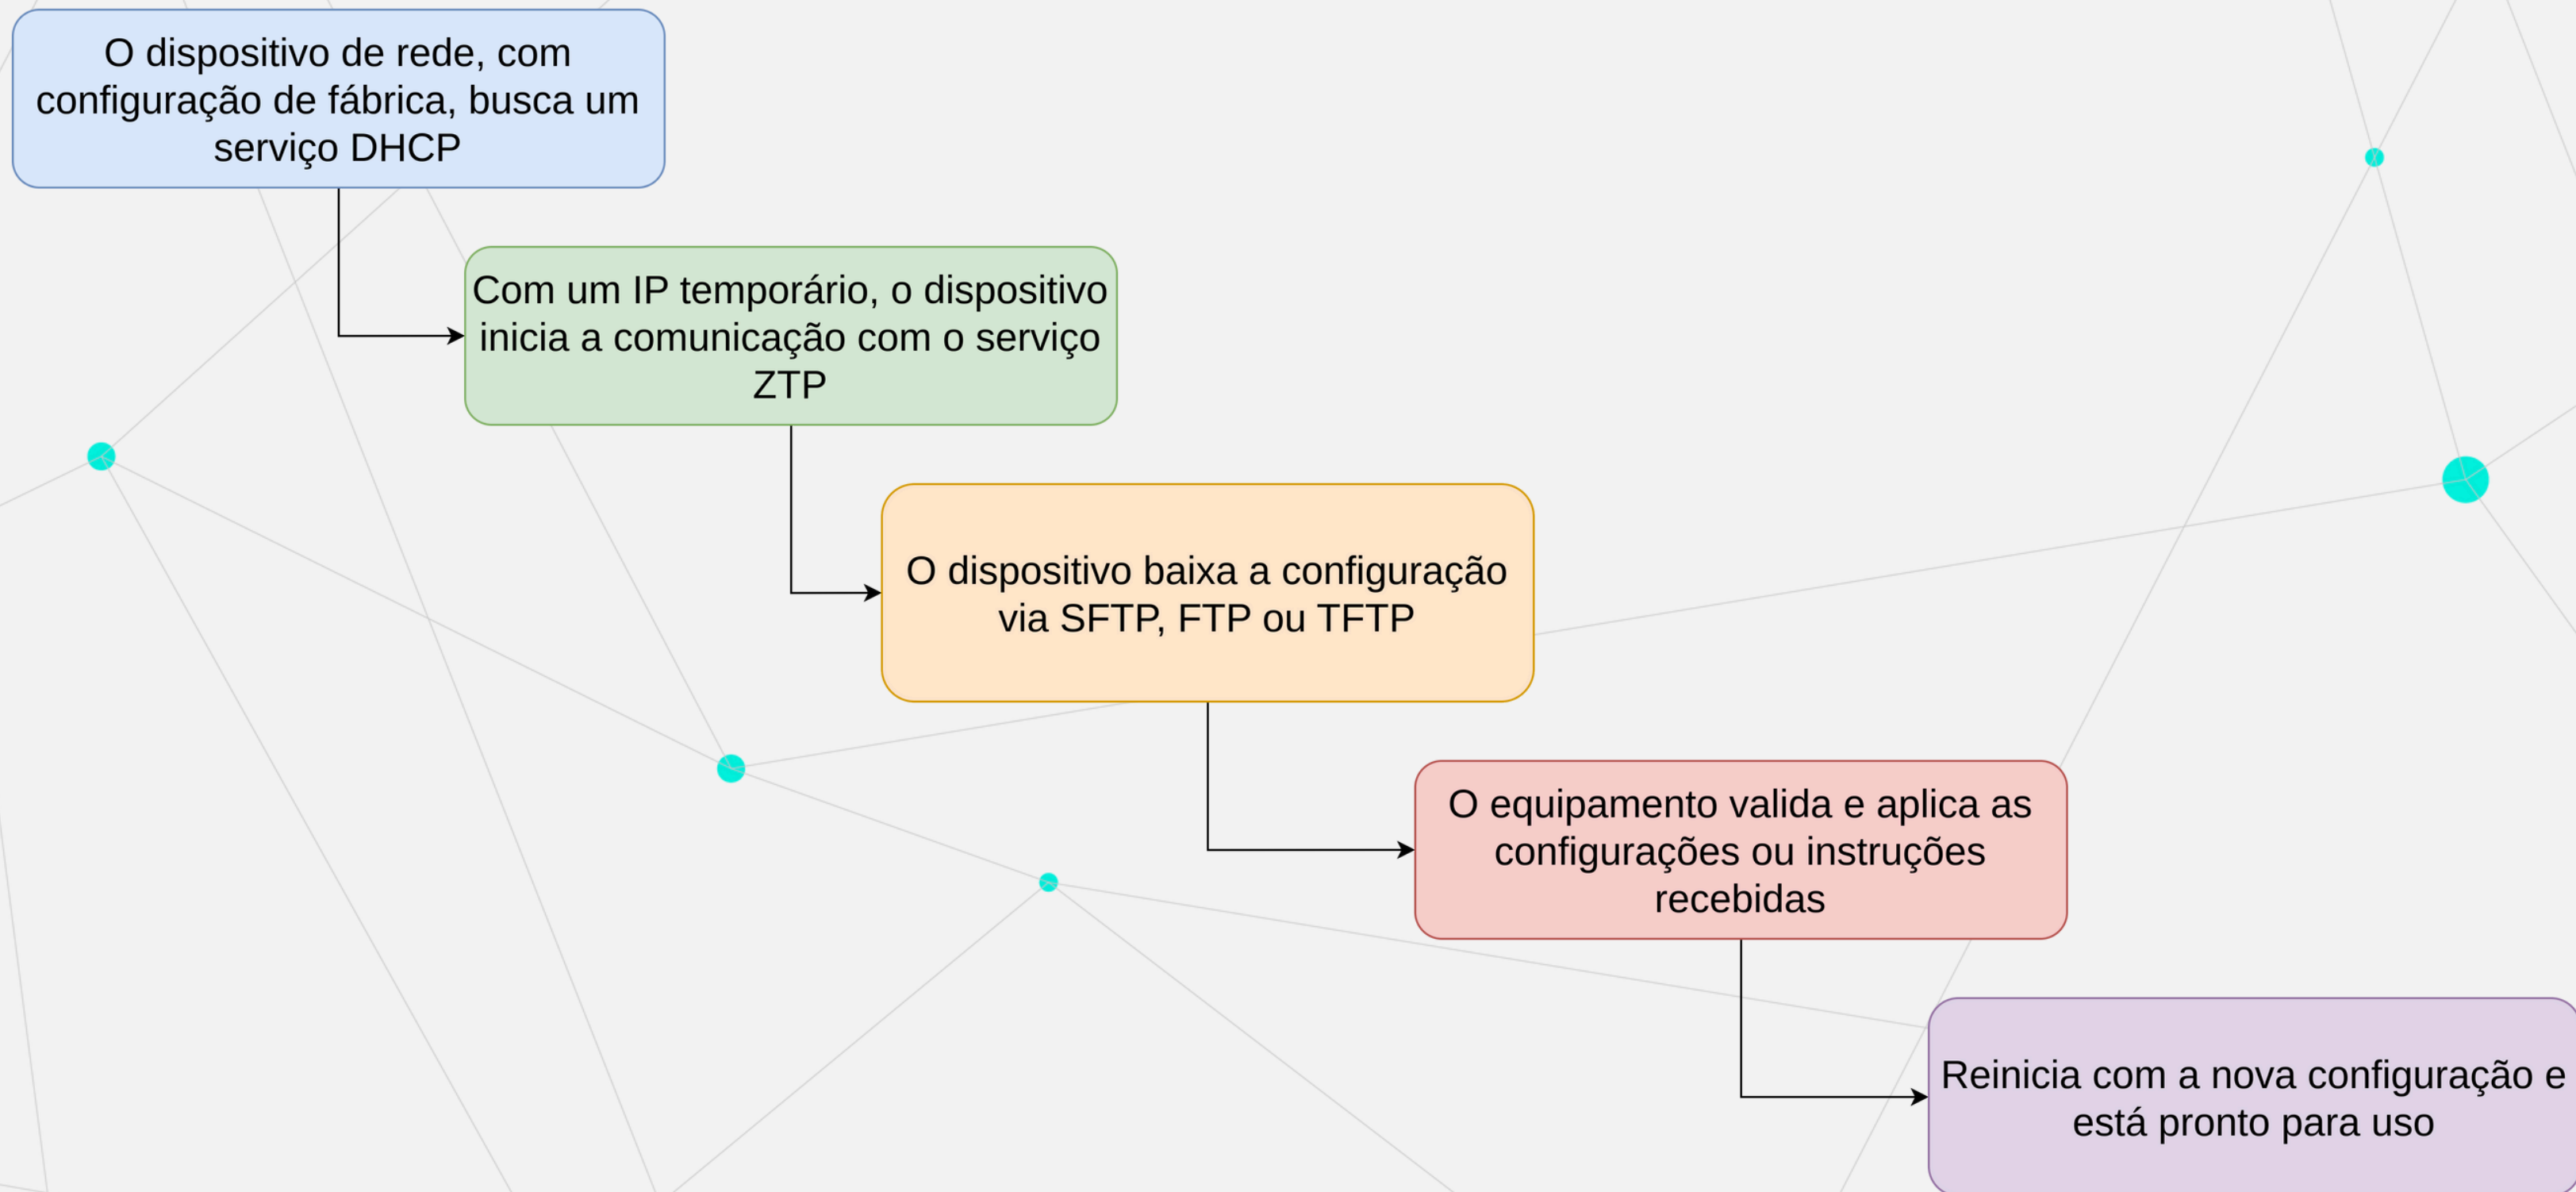 O dispositivo de rede, com
configuração de fábrica, busca um
serviço DHCP
Com um IP temporário, o dispositivo
inicia a comunicação com o serviço
ZTP
O dispositivo baixa a configuração
via SFTP, FTP ou TFTP
O equipamento valida e aplica as
configurações ou instruções
recebidas
Reinicia com a nova configuração e
está pronto para uso